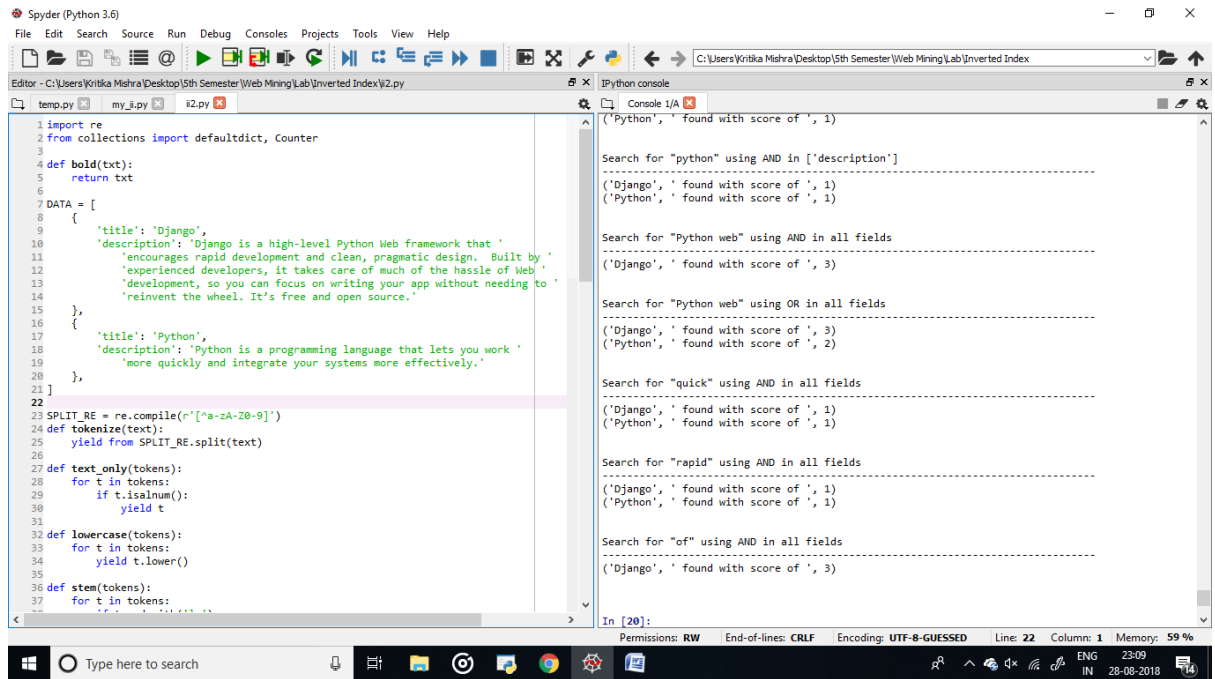 Spyder (Python 3.6)
File Edit Search Source Run Debug Consoles Projects Tools View Help
C:\Users\Kritika Mishra\Desktop\5th Semester\Web Mining\Lab\Inverted Index
Editor - C:\Users\Kritika Mishra\Desktop\5th Semester\Web Mining\Lab\Inverted Index\ii2.py
temp.py my_ii.py ii2.py
1 import re
2 from collections import defaultdict, Counter
3
4 def bold(txt):
5     return txt
6
7 DATA = [
8     {
9         'title': 'Django',
10         'description': 'Django is a high-level Python Web framework that '
11             'encourages rapid development and clean, pragmatic design.  Built by '
12             'experienced developers, it takes care of much of the hassle of Web '
13             'development, so you can focus on writing your app without needing to '
14             'reinvent the wheel. It’s free and open source.'
15     },
16     {
17         'title': 'Python',
18         'description': 'Python is a programming language that lets you work '
19             'more quickly and integrate your systems more effectively.'
20     },
21 ]
22
23 SPLIT_RE = re.compile(r'[^a-zA-Z0-9]')
24 def tokenize(text):
25     yield from SPLIT_RE.split(text)
26
27 def text_only(tokens):
28     for t in tokens:
29         if t.isalnum():
30             yield t
31
32 def lowercase(tokens):
33     for t in tokens:
34         yield t.lower()
35
36 def stem(tokens):
37     for t in tokens:
IPython console
Console 1/A
('Python', ' found with score of ', 1)
Search for "python" using AND in ['description']
--------------------------------------------------------------------------------
('Django', ' found with score of ', 1)
('Python', ' found with score of ', 1)
Search for "Python web" using AND in all fields
--------------------------------------------------------------------------------
('Django', ' found with score of ', 3)
Search for "Python web" using OR in all fields
--------------------------------------------------------------------------------
('Django', ' found with score of ', 3)
('Python', ' found with score of ', 2)
Search for "quick" using AND in all fields
--------------------------------------------------------------------------------
('Django', ' found with score of ', 1)
('Python', ' found with score of ', 1)
Search for "rapid" using AND in all fields
--------------------------------------------------------------------------------
('Django', ' found with score of ', 1)
('Python', ' found with score of ', 1)
Search for "of" using AND in all fields
--------------------------------------------------------------------------------
('Django', ' found with score of ', 3)
In [20]:
Permissions: RW End-of-lines: CRLF Encoding: UTF-8-GUESSED Line: 22 Column: 1 Memory: 59 %
Type here to search
ENG
IN
23:09
28-08-2018
14